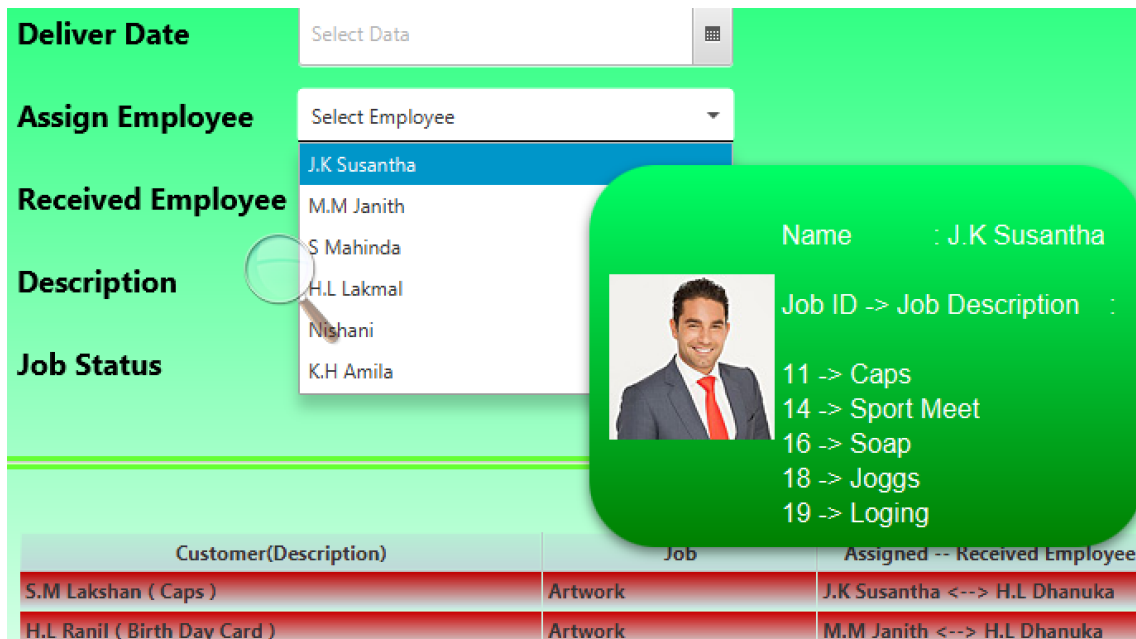 Deliver Date
Select Data
Assign Employee
Select Employee
J.K Susantha
Received Employee
M.M Janith
S Mahinda
Description
H.L Lakmal
Nishani
Job Status
K.H Amila
Name : J.K Susantha
Job ID -> Job Description :
11 -> Caps
14 -> Sport Meet
16 -> Soap
18 -> Joggs
19 -> Loging
Customer(Description) Job Assigned -- Received Employee
S.M Lakshan ( Caps ) Artwork J.K Susantha <--> H.L Dhanuka
H.L Ranil ( Birth Day Card ) Artwork M.M Janith <--> H.L Dhanuka